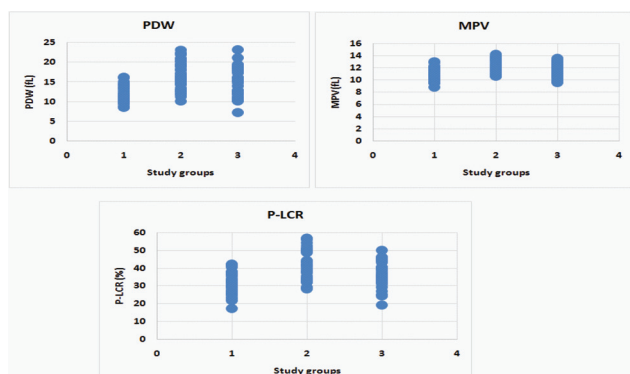 PDW
25
20
15
10
5
0
PDW (fL)
0 1 2 3 4
Study groups
MPV
16
14
12
10
8
6
4
2
0
MPV(fL)
0 1 2 3 4
Study groups
P-LCR
60
50
40
30
20
10
0
P-LCR (%)
0 1 2 3 4
Study groups